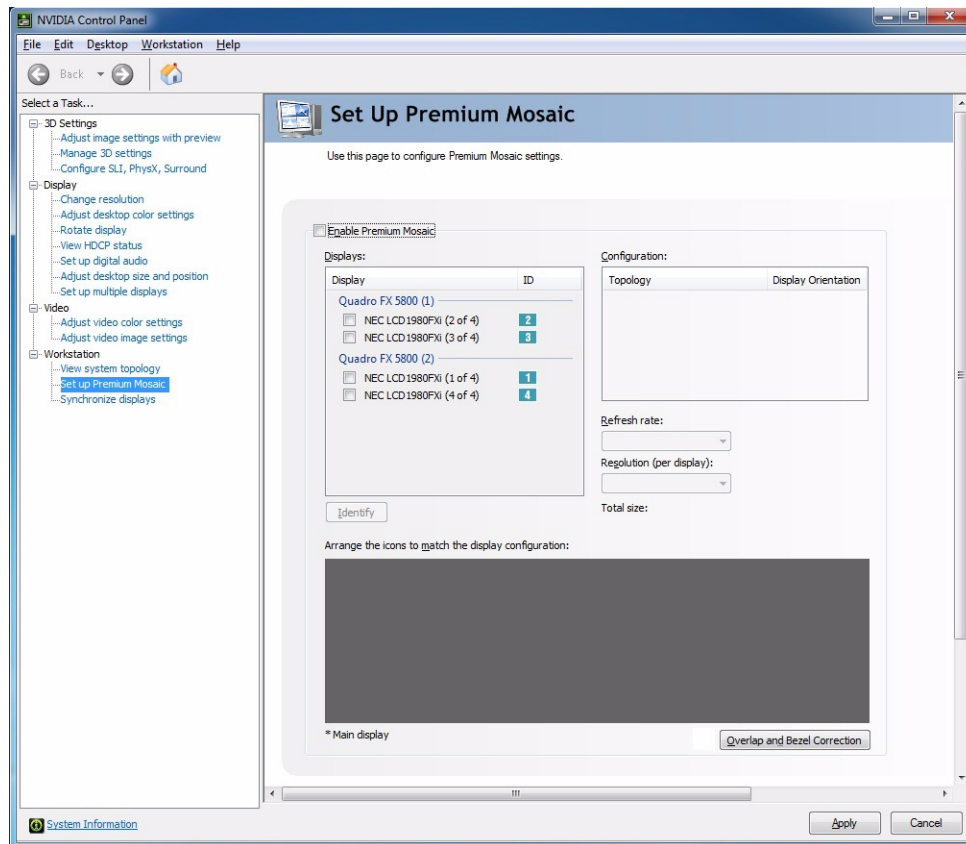 NVIDIA Control Panel
File Edit Desktop Workstation Help
Back
Select a Task...
3D Settings
Adjust image settings with preview
Manage 3D settings
Configure SLI, PhysX, Surround
Display
Change resolution
Adjust desktop color settings
Rotate display
View HDCP status
Set up digital audio
Adjust desktop size and position
Set up multiple displays
Video
Adjust video color settings
Adjust video image settings
Workstation
View system topology
Set up Premium Mosaic
Synchronize displays
System Information
Set Up Premium Mosaic
Use this page to configure Premium Mosaic settings.
Enable Premium Mosaic
Displays:
Display ID
Quadro FX 5800 (1)
NEC LCD1980FXi (2 of 4) 2
NEC LCD1980FXi (3 of 4) 3
Quadro FX 5800 (2)
NEC LCD1980FXi (1 of 4) 1
NEC LCD1980FXi (4 of 4) 4
Identify
Configuration:
Topology Display Orientation
Refresh rate:
Resolution (per display):
Total size:
Arrange the icons to match the display configuration:
* Main display
Overlap and Bezel Correction
Apply Cancel